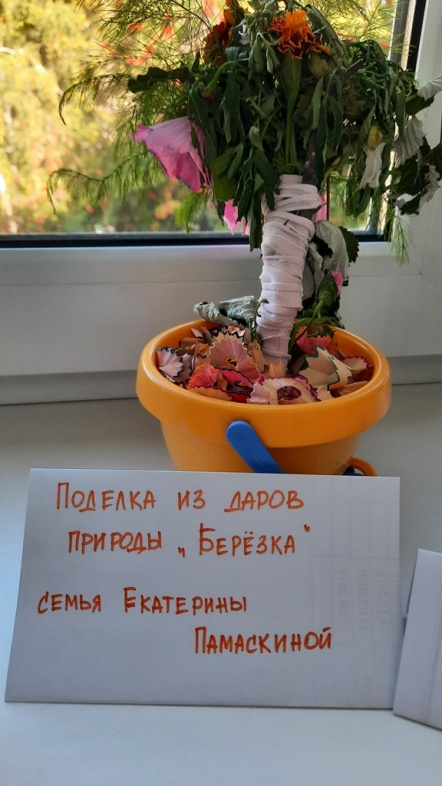 Поделка из даров
природы „Берёзка"
семья Екатерины
Памаскиной